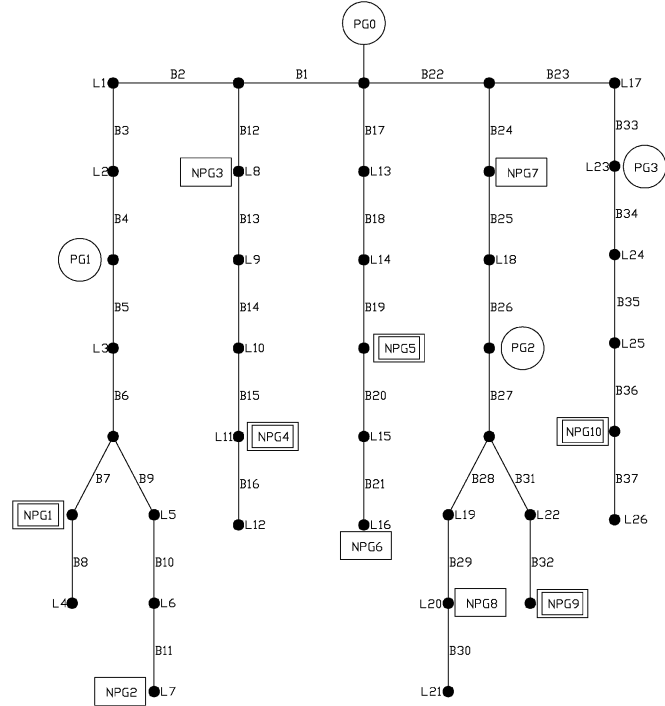 PG0
B2 B1 B22 B23
L1 L17
B3 B12 B17 B24 B33
L2 NPG3 L8 L13 NPG7 L23 PG3
B4 B13 B18 B25 B34
PG1 L9 L14 L18 L24
B5 B14 B19 B26 B35
L3 L10 NPG5 PG2 L25
B6 B15 B20 B27 B36
L11 NPG4 L15 NPG10
B7 B9 B16 B21 B28 B31 B37
NPG1 L5 L12 L16 L19 L22 L26
NPG6
B8 B10 B29 B32
L4 L6 L20 NPG8 NPG9
B11 B30
NPG2 L7 L21